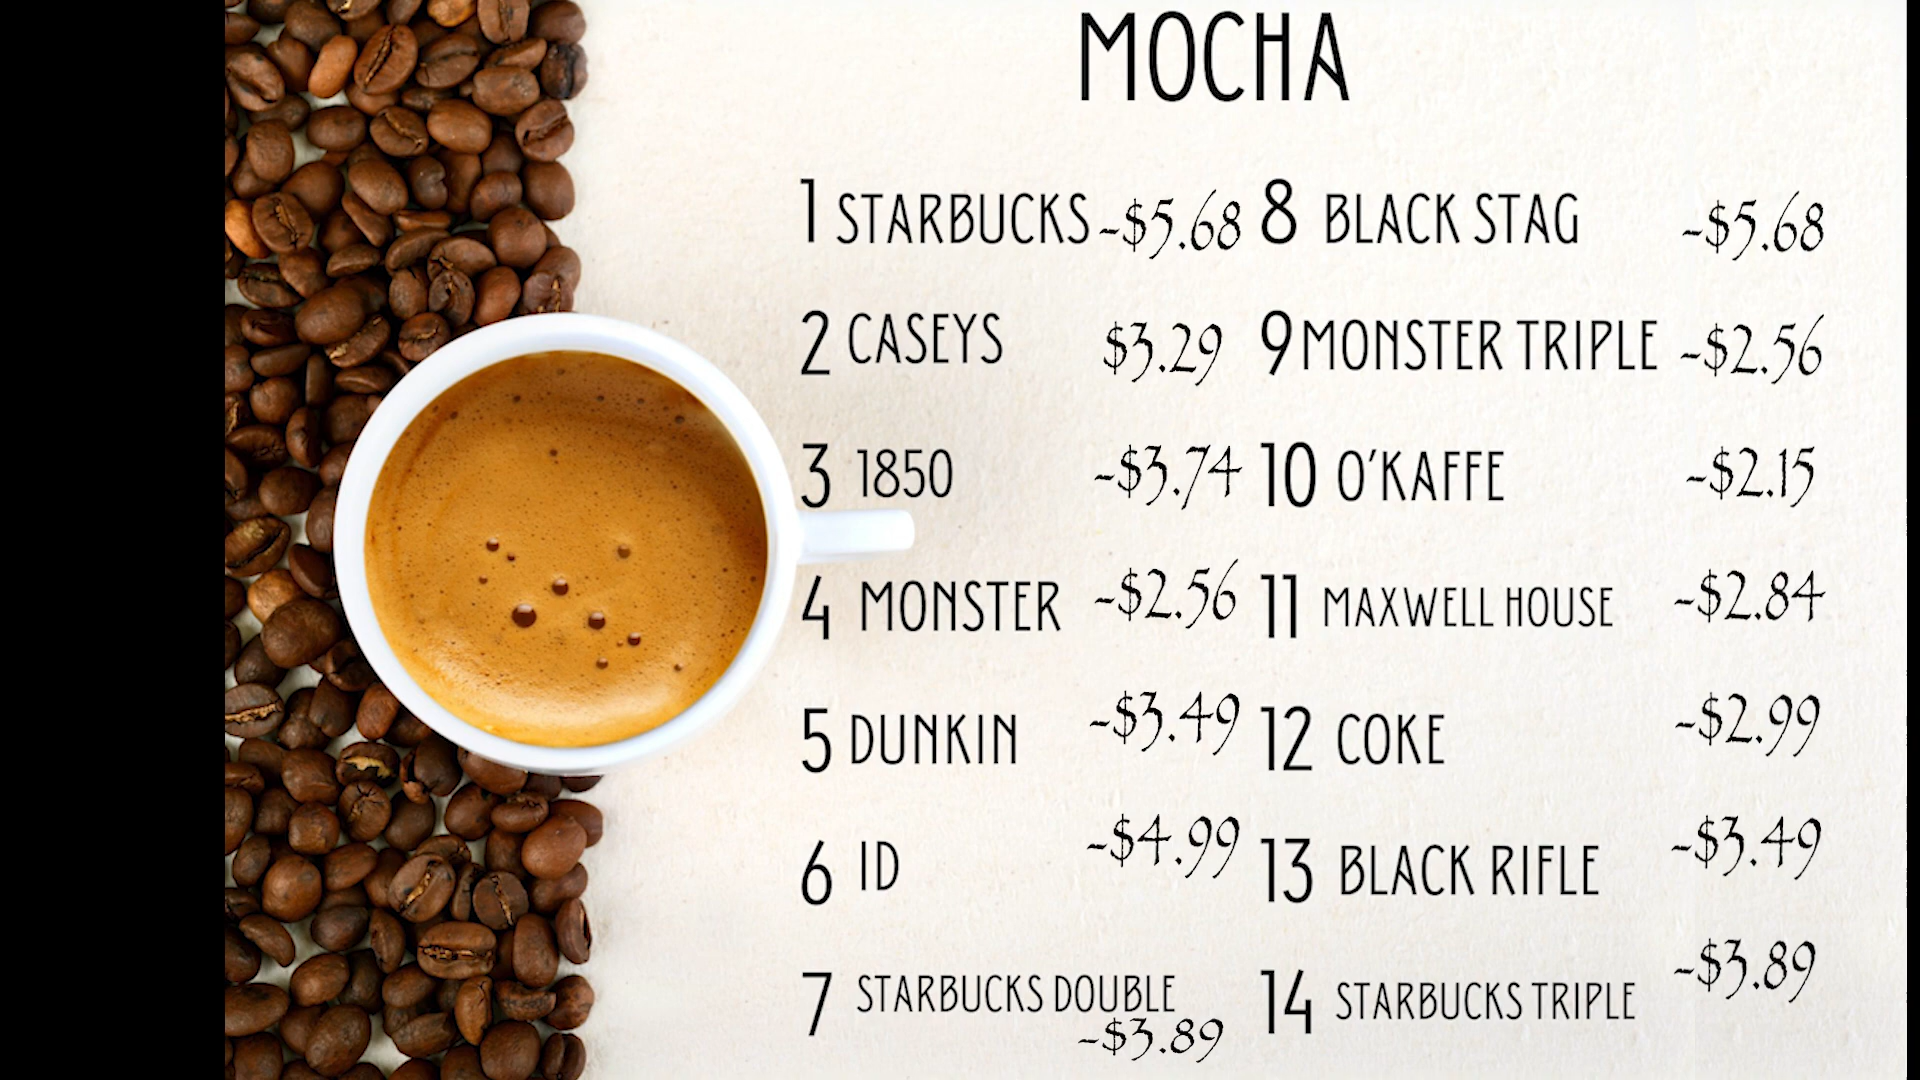 MOCHA
1 STARBUCKS -$5.68
2 CASEYS $3.29
3 1850 -$3.74
4 MONSTER -$2.56
5 DUNKIN -$3.49
6 ID -$4.99
7 STARBUCKS DOUBLE
-$3.89
8 BLACK STAG -$5.68
9 MONSTER TRIPLE -$2.56
10 O'KAFFE -$2.15
11 MAXWELL HOUSE -$2.84
12 COKE -$2.99
13 BLACK RIFLE -$3.49
14 STARBUCKS TRIPLE -$3.89